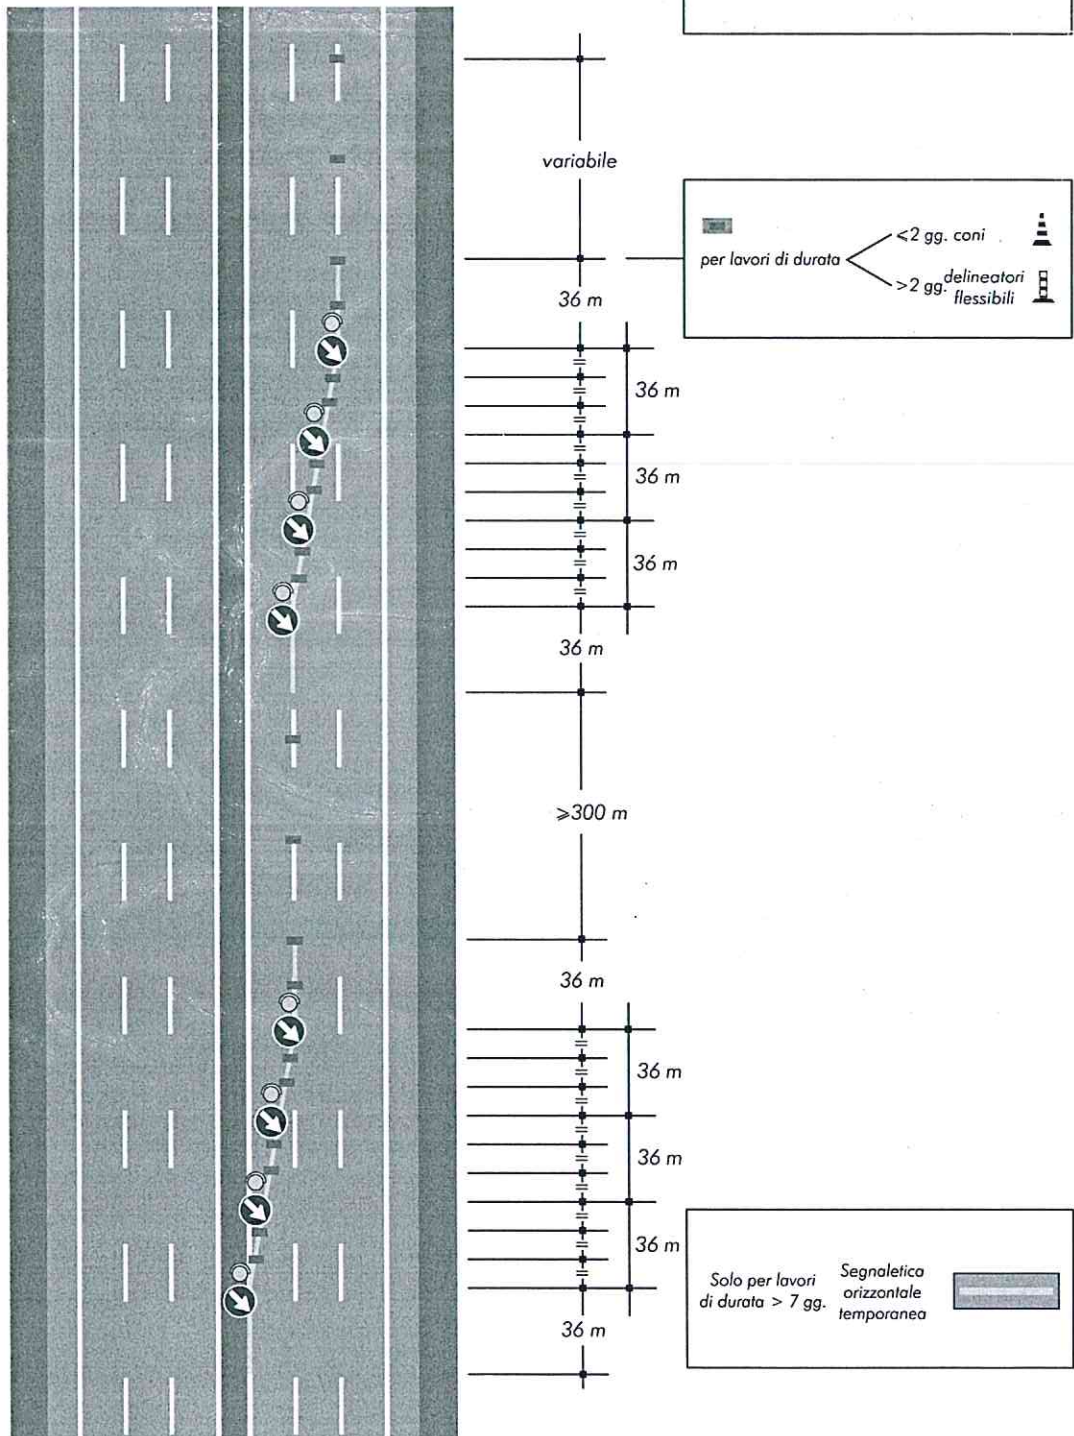 variabile
36 m
36 m
36 m
36 m
36 m
≥300 m
36 m
36 m
36 m
36 m
36 m
per lavori di durata
≤2 gg. coni
>2 gg. delineatori
flessibili
Solo per lavori
di durata > 7 gg.
Segnaletica
orizzontale
temporanea